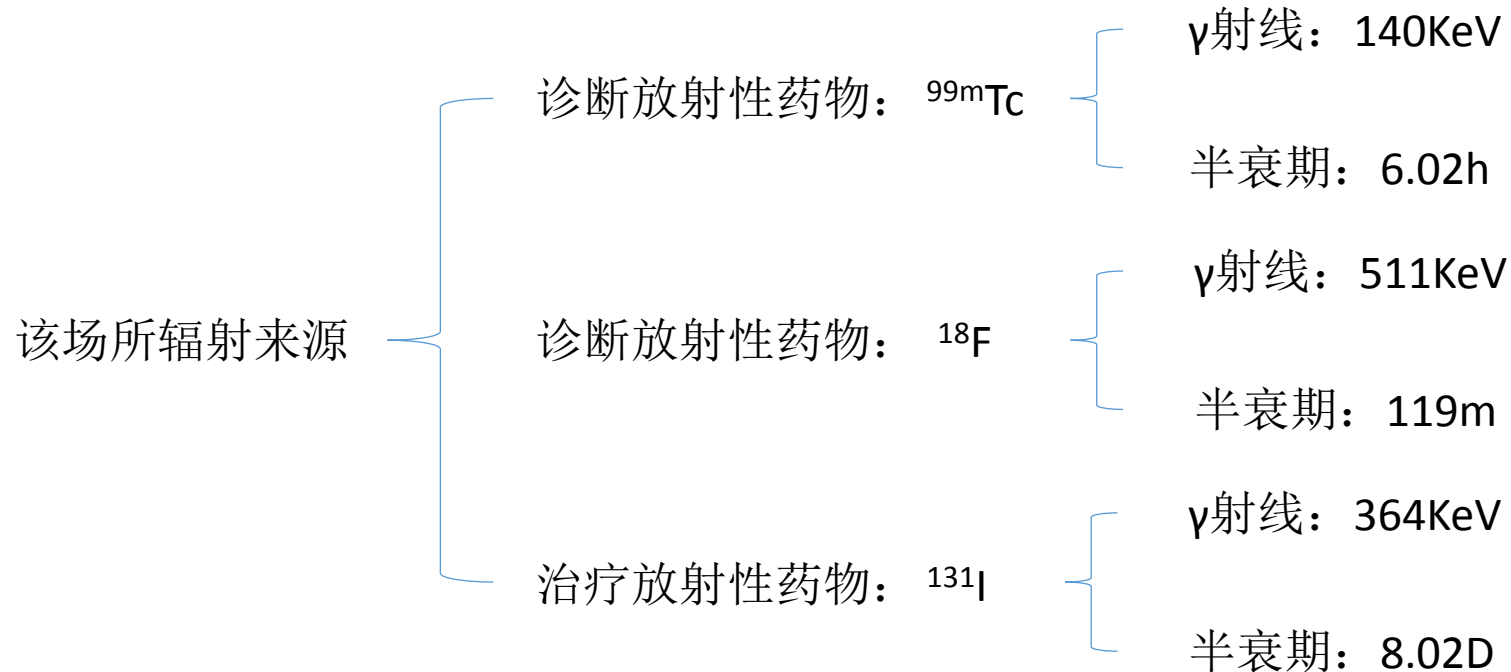 该场所辐射来源
诊断放射性药物：⁹⁹ᵐTc
γ射线：140KeV
半衰期：6.02h
诊断放射性药物：¹⁸F
γ射线：511KeV
半衰期：119m
治疗放射性药物：¹³¹I
γ射线：364KeV
半衰期：8.02D